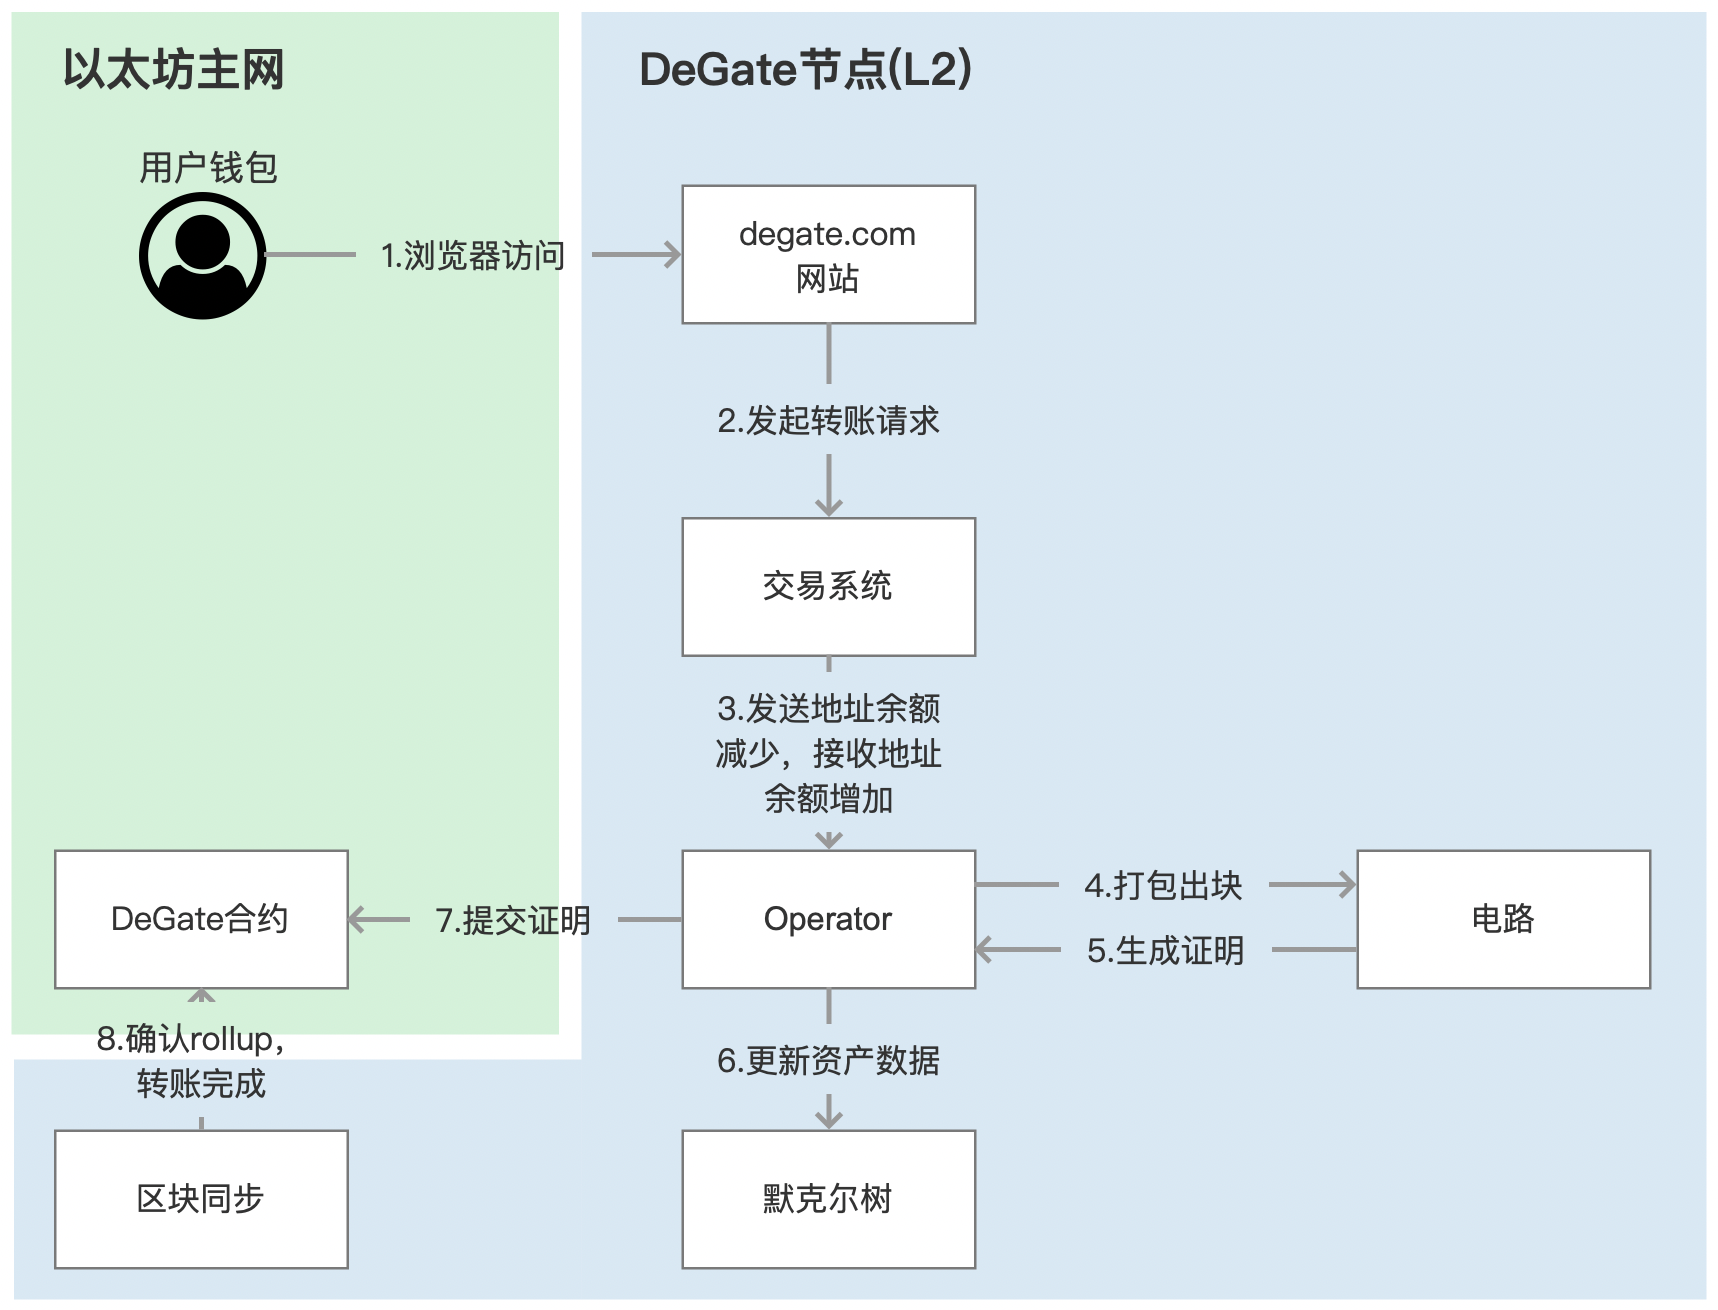 以太坊主网
DeGate节点(L2)
用户钱包
1.浏览器访问
degate.com
网站
2.发起转账请求
交易系统
3.发送地址余额
减少，接收地址
余额增加
DeGate合约
7.提交证明
Operator
4.打包出块
5.生成证明
电路
8.确认rollup，
转账完成
6.更新资产数据
区块同步
默克尔树